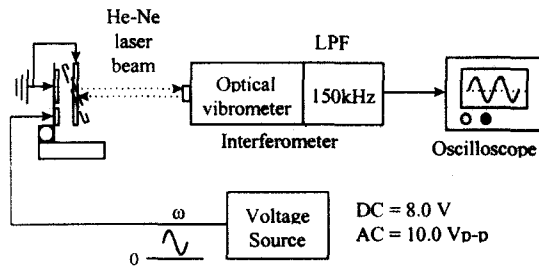 He-Ne
laser
beam
LPF
Optical
vibrometer
150kHz
Interferometer
Oscilloscope
ω
0
Voltage
Source
DC = 8.0 V
AC = 10.0 Vp-p